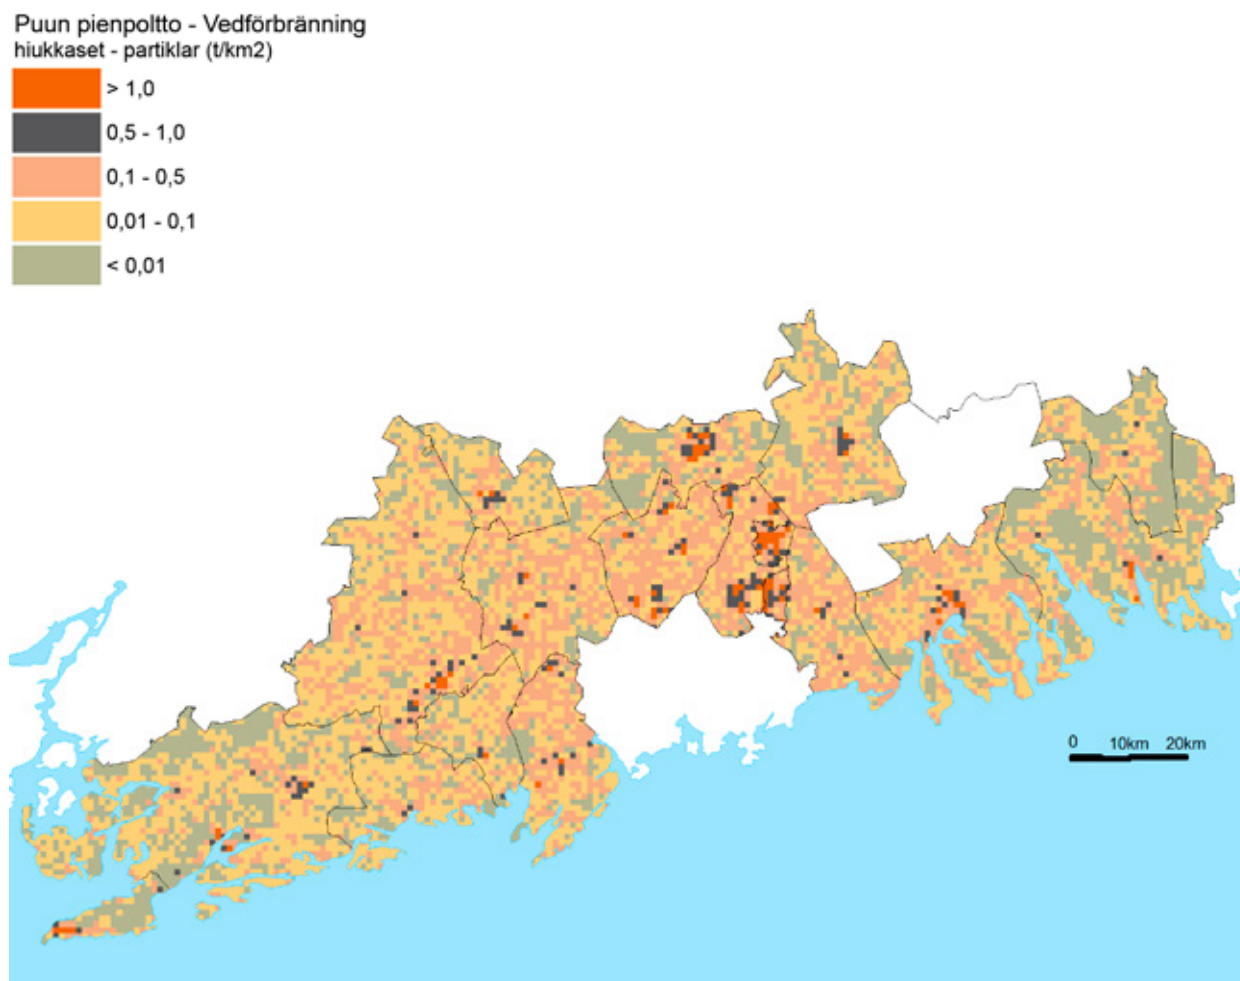 Puun pienpoltto - Vedförbränning
hiukkaset - partiklar (t/km2)
> 1,0
0,5 - 1,0
0,1 - 0,5
0,01 - 0,1
< 0,01
0 10km 20km